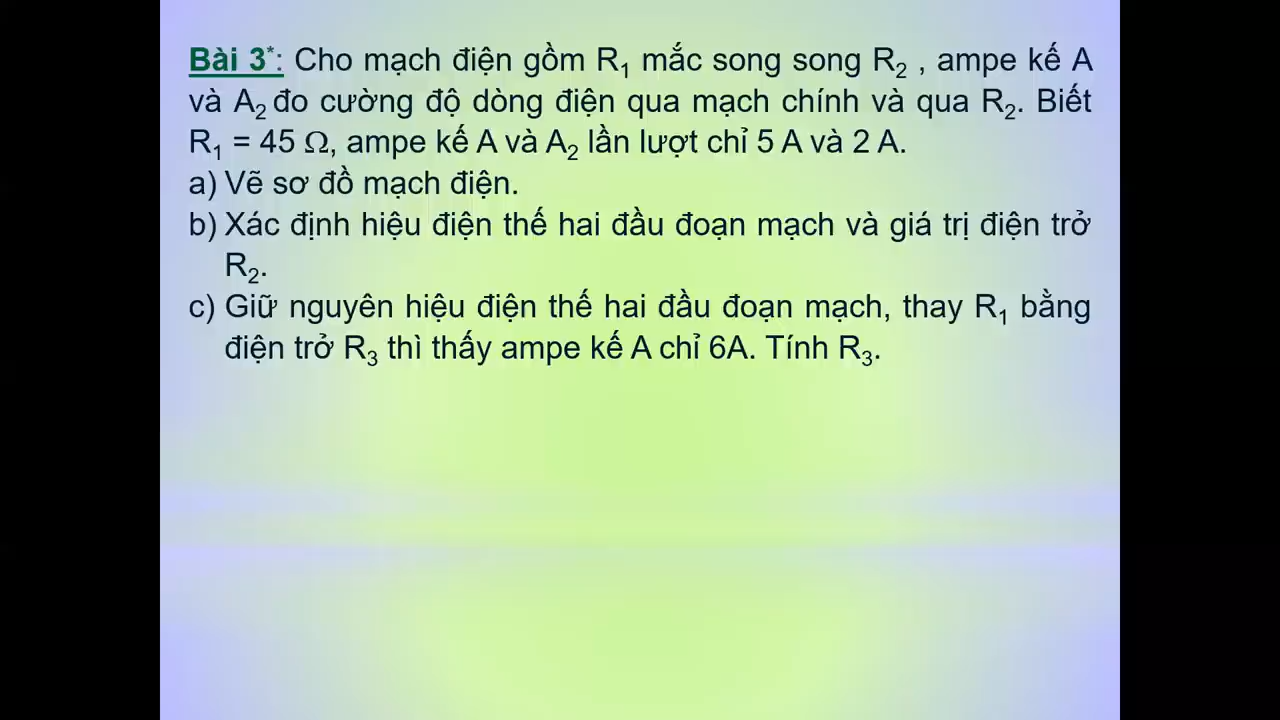 Bài 3*: Cho mạch điện gồm R₁ mắc song song R₂ , ampe kế A
và A₂ đo cường độ dòng điện qua mạch chính và qua R₂. Biết
R₁ = 45 Ω, ampe kế A và A₂ lần lượt chỉ 5 A và 2 A.
a) Vẽ sơ đồ mạch điện.
b) Xác định hiệu điện thế hai đầu đoạn mạch và giá trị điện trở
R₂.
c) Giữ nguyên hiệu điện thế hai đầu đoạn mạch, thay R₁ bằng
điện trở R₃ thì thấy ampe kế A chỉ 6A. Tính R₃.